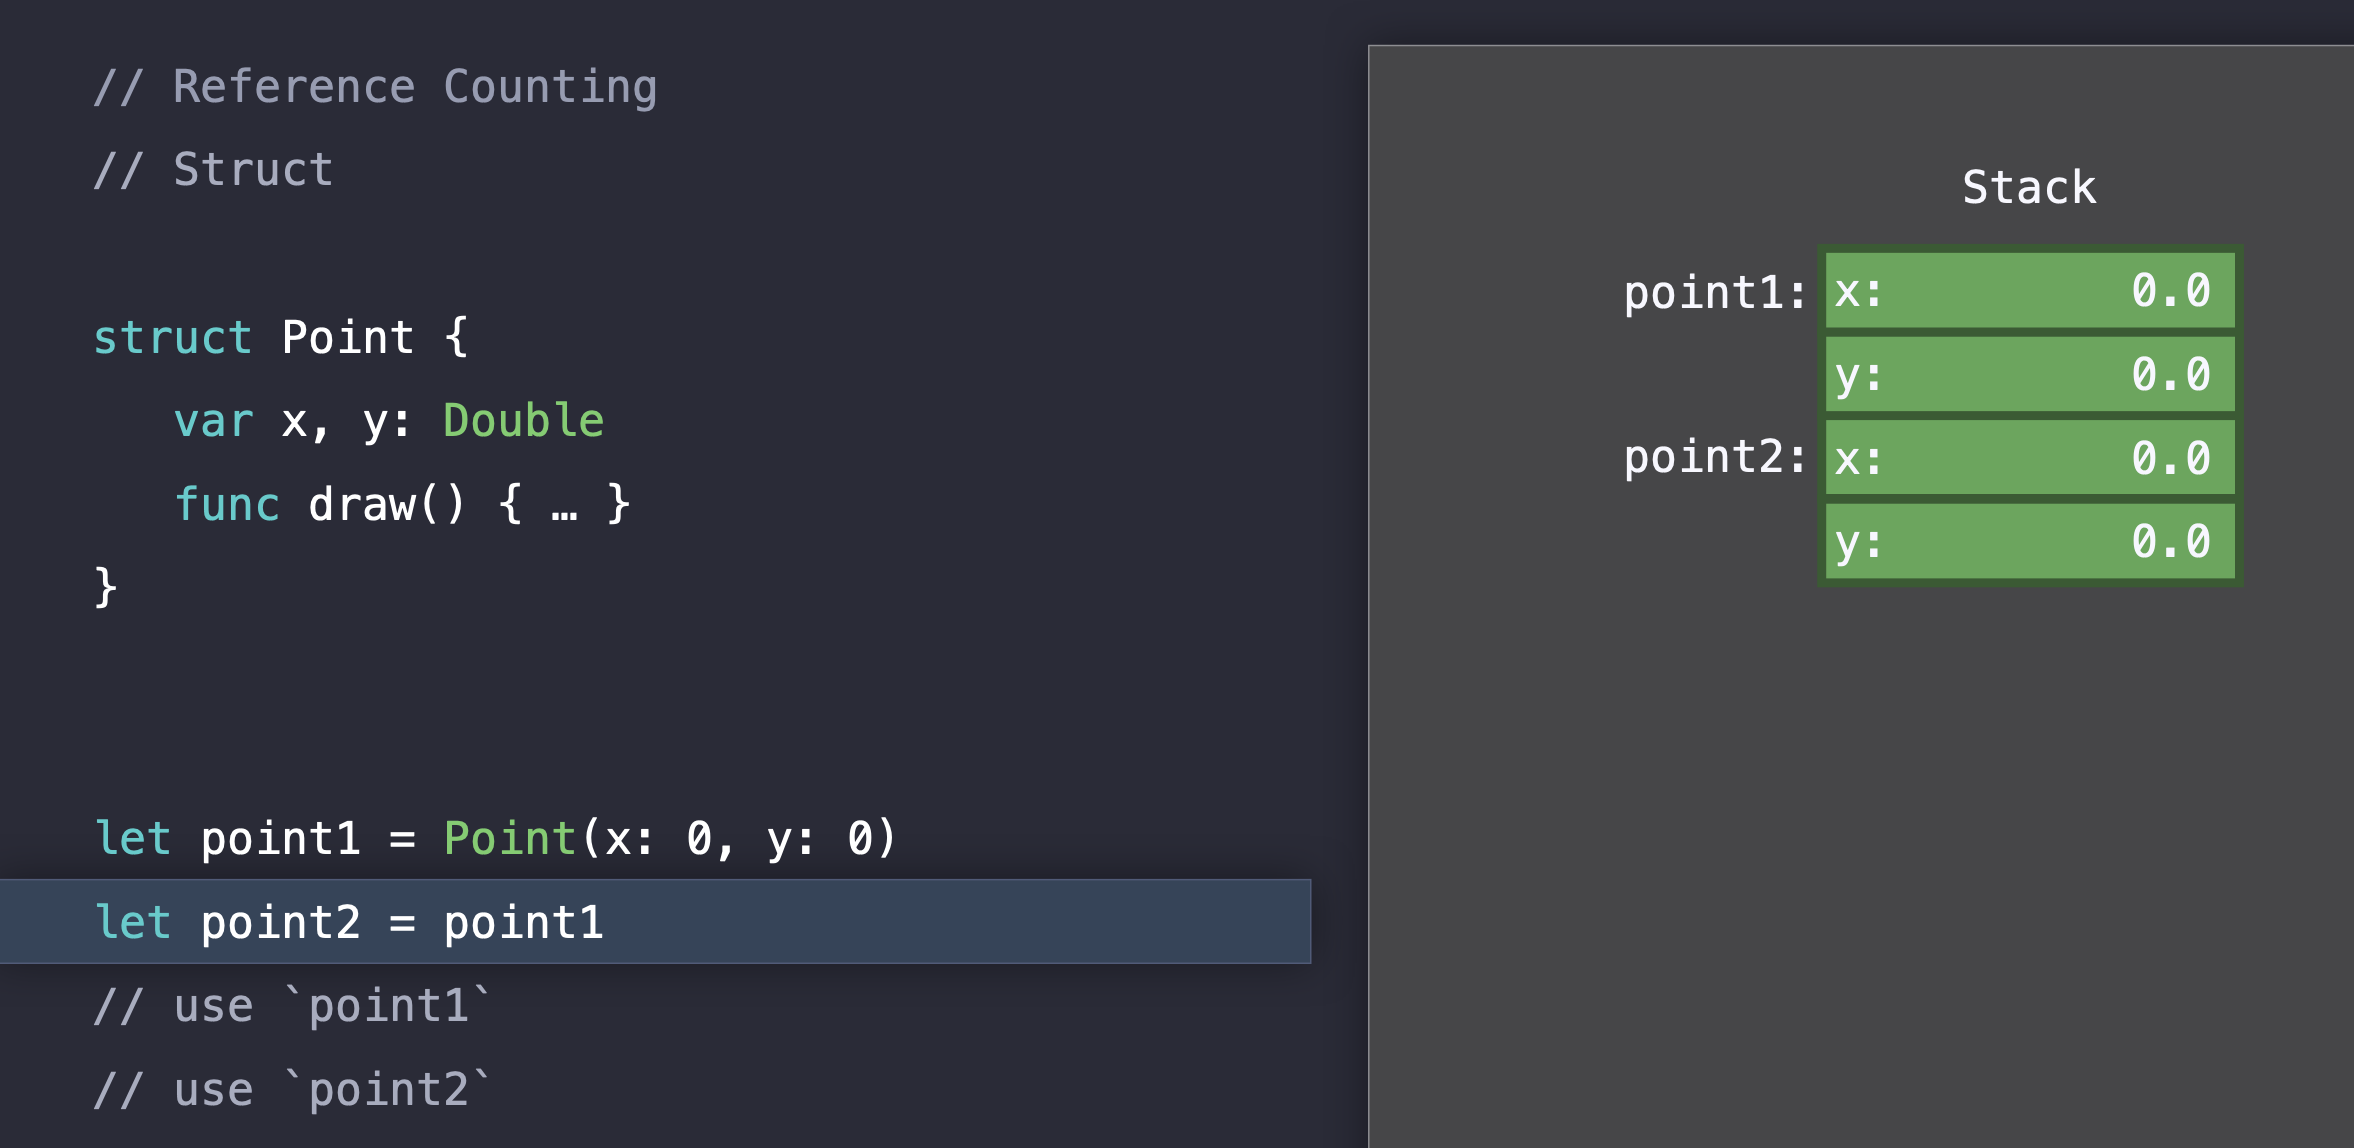 // Reference Counting
// Struct
struct Point {
   var x, y: Double
   func draw() { … }
}
let point1 = Point(x: 0, y: 0)
let point2 = point1
// use `point1`
// use `point2`
Stack
point1: x: 0.0
y: 0.0
point2: x: 0.0
y: 0.0